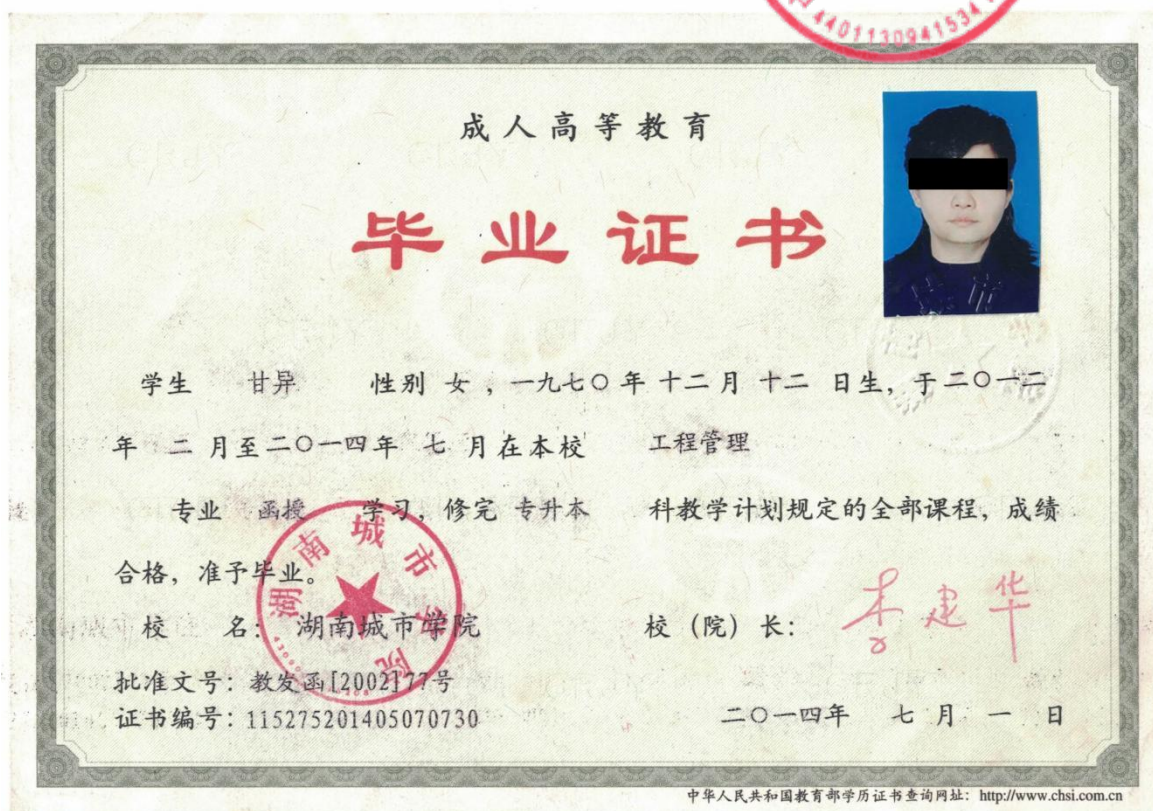 4401130941534
成人高等教育
毕业证书
学生 甘异 性别 女 ，一九七〇 年 十二 月 十二 日生，于二〇一二
年 二 月至二〇一四年 七 月在本校 工程管理
专业 函授 学习，修完 专升本 科教学计划规定的全部课程，成绩
合格，准予毕业。
湖南城市学院
校 名：湖南城市学院 校（院）长：李建华
批准文号：教发函[2002]77号
证书编号：115275201405070730 二〇一四年 七 月 一 日
中华人民共和国教育部学历证书查询网址：http://www.chsi.com.cn